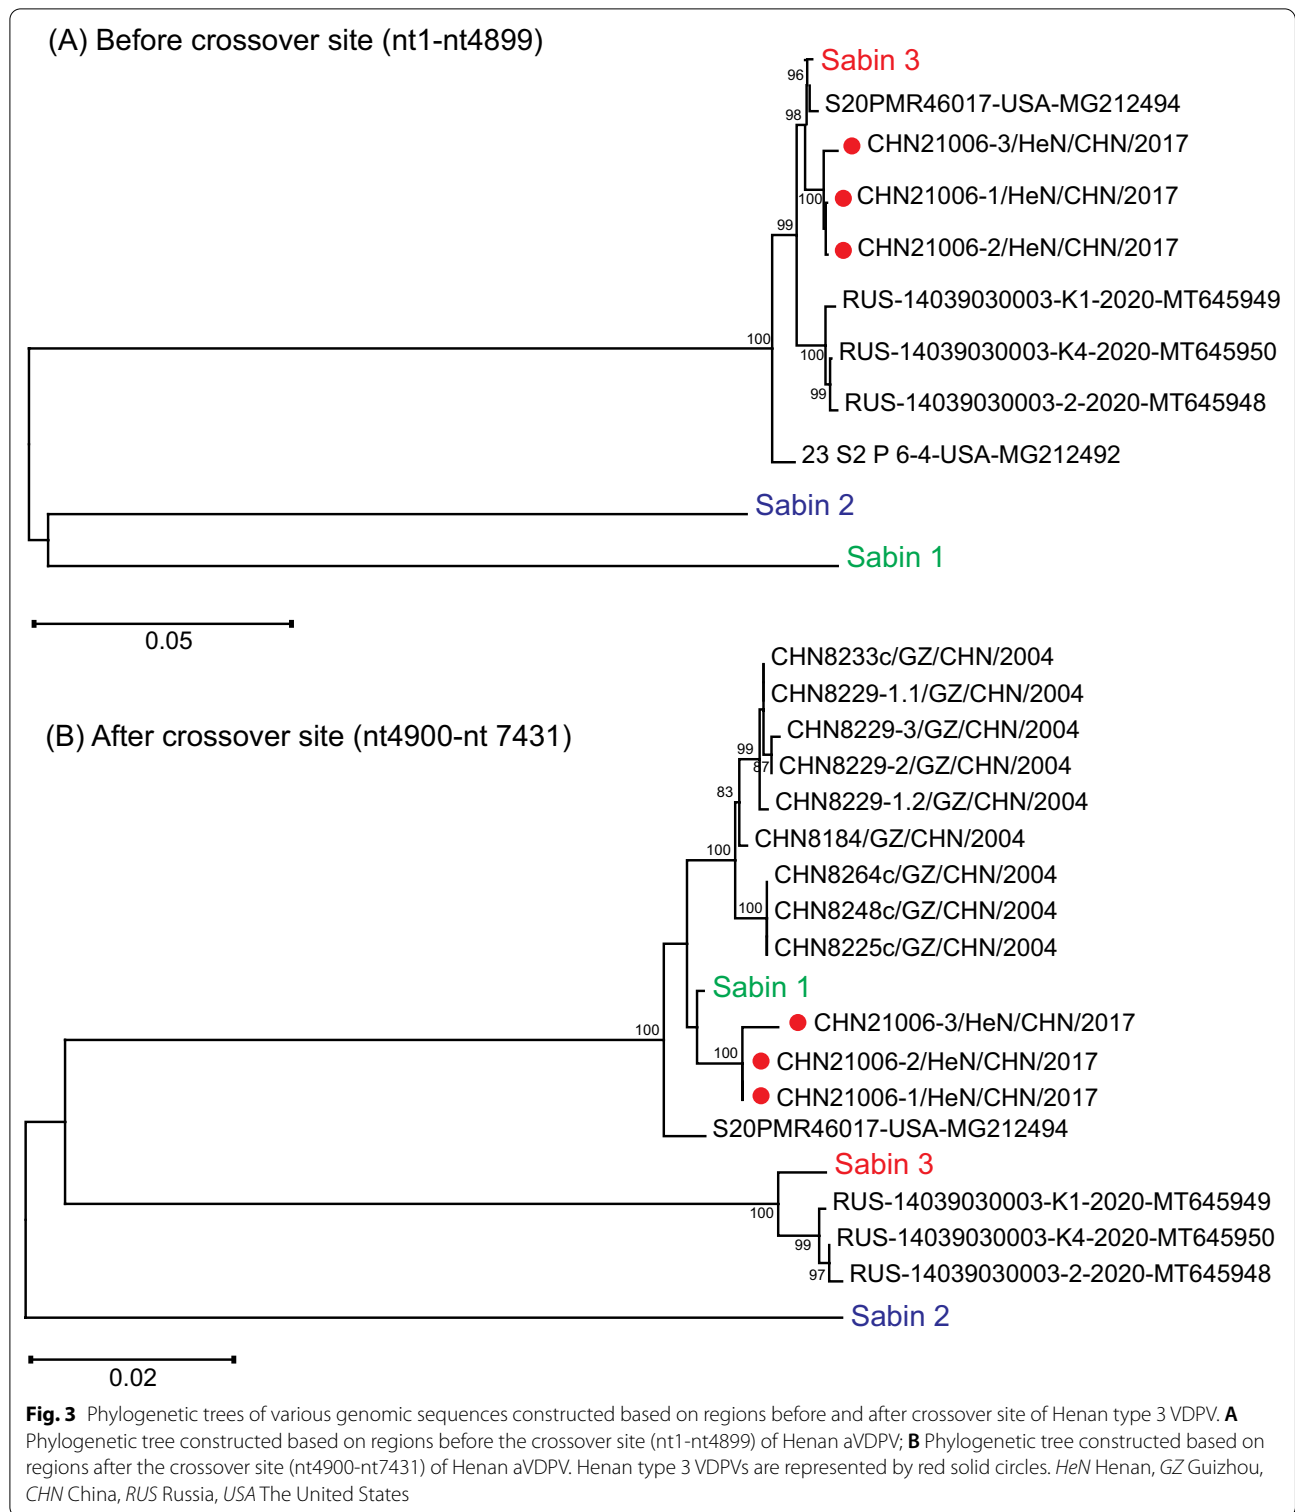 (A) Before crossover site (nt1-nt4899)
Sabin 3
96
S20PMR46017-USA-MG212494
98
CHN21006-3/HeN/CHN/2017
100
CHN21006-1/HeN/CHN/2017
99
CHN21006-2/HeN/CHN/2017
RUS-14039030003-K1-2020-MT645949
100
100
RUS-14039030003-K4-2020-MT645950
99
RUS-14039030003-2-2020-MT645948
23 S2 P 6-4-USA-MG212492
Sabin 2
Sabin 1
0.05
(B) After crossover site (nt4900-nt 7431)
CHN8233c/GZ/CHN/2004
CHN8229-1.1/GZ/CHN/2004
CHN8229-3/GZ/CHN/2004
99
87
CHN8229-2/GZ/CHN/2004
83
CHN8229-1.2/GZ/CHN/2004
CHN8184/GZ/CHN/2004
100
CHN8264c/GZ/CHN/2004
100
CHN8248c/GZ/CHN/2004
CHN8225c/GZ/CHN/2004
Sabin 1
CHN21006-3/HeN/CHN/2017
100
100
CHN21006-2/HeN/CHN/2017
CHN21006-1/HeN/CHN/2017
S20PMR46017-USA-MG212494
Sabin 3
RUS-14039030003-K1-2020-MT645949
100
RUS-14039030003-K4-2020-MT645950
99
97
RUS-14039030003-2-2020-MT645948
Sabin 2
0.02
Fig. 3 Phylogenetic trees of various genomic sequences constructed based on regions before and after crossover site of Henan type 3 VDPV. A
Phylogenetic tree constructed based on regions before the crossover site (nt1-nt4899) of Henan aVDPV; B Phylogenetic tree constructed based on
regions after the crossover site (nt4900-nt7431) of Henan aVDPV. Henan type 3 VDPVs are represented by red solid circles. HeN Henan, GZ Guizhou,
CHN China, RUS Russia, USA The United States